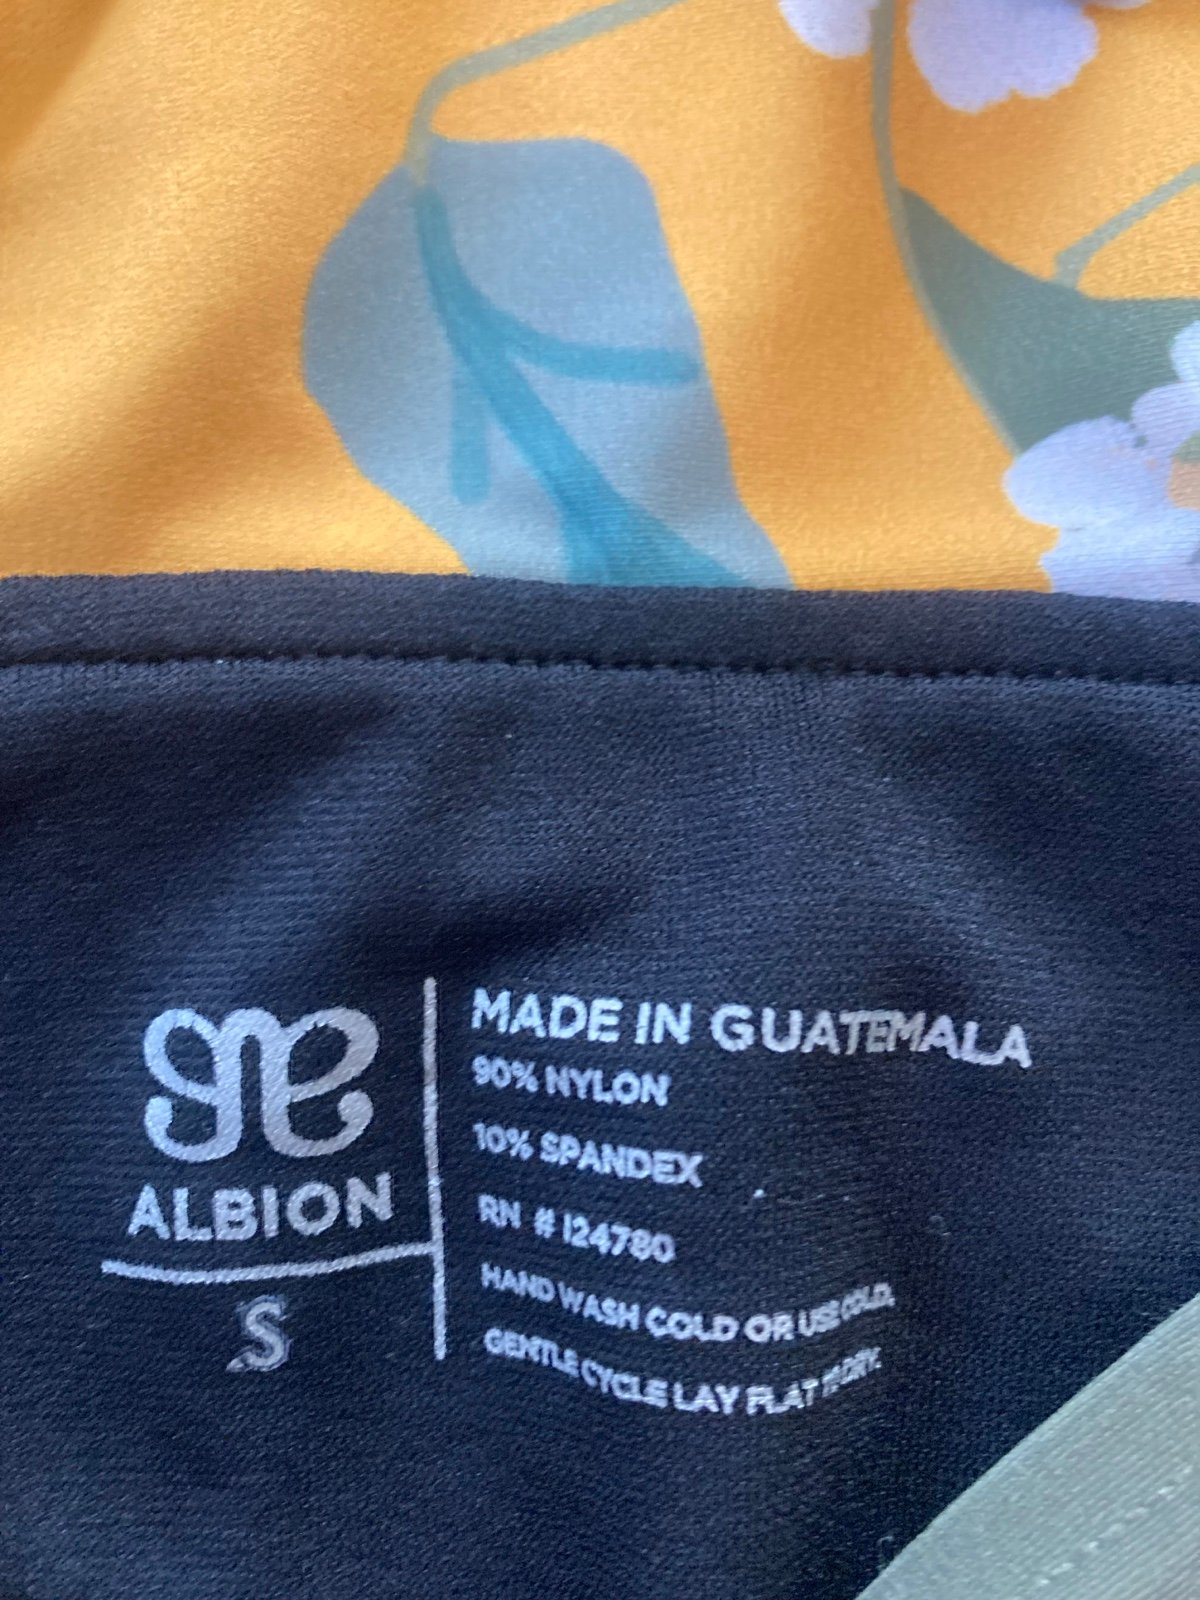 ALBION
S
MADE IN GUATEMALA
90% NYLON
10% SPANDEX
RN # 124780
HAND WASH COLD OR USE COLD,
GENTLE CYCLE LAY FLAT TO DRY.